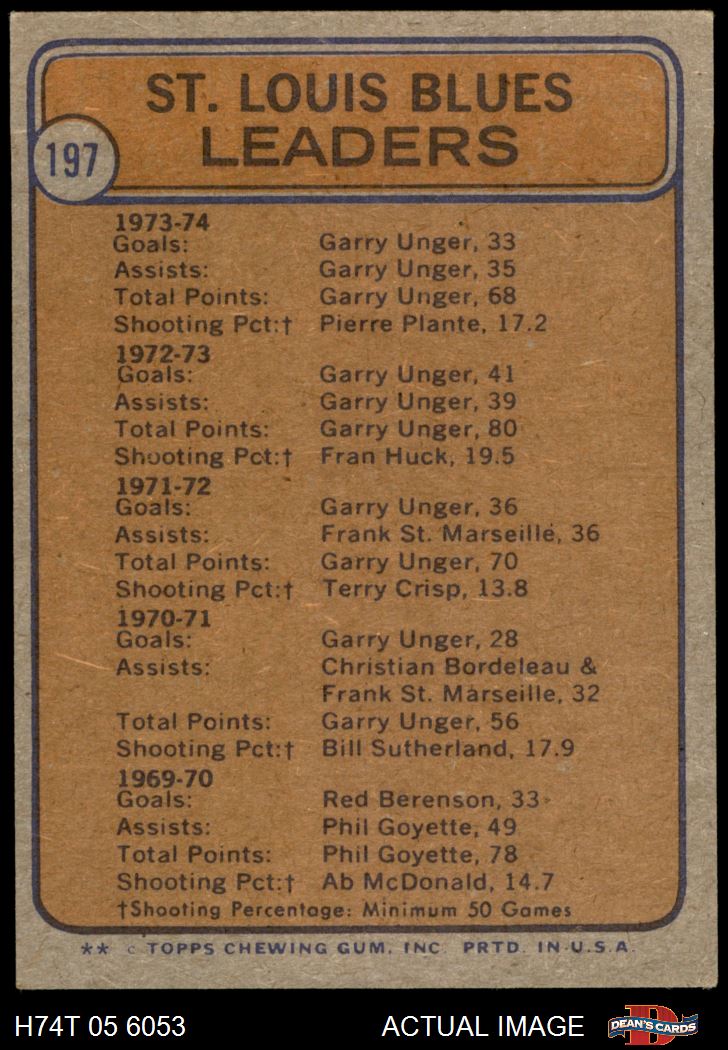 ST. LOUIS BLUES
LEADERS
197
1973-74
Goals: Garry Unger, 33
Assists: Garry Unger, 35
Total Points: Garry Unger, 68
Shooting Pct:† Pierre Plante, 17.2
1972-73
Goals: Garry Unger, 41
Assists: Garry Unger, 39
Total Points: Garry Unger, 80
Shooting Pct:† Fran Huck, 19.5
1971-72
Goals: Garry Unger, 36
Assists: Frank St. Marseille, 36
Total Points: Garry Unger, 70
Shooting Pct:† Terry Crisp, 13.8
1970-71
Goals: Garry Unger, 28
Assists: Christian Bordeleau &
Frank St. Marseille, 32
Total Points: Garry Unger, 56
Shooting Pct:† Bill Sutherland, 17.9
1969-70
Goals: Red Berenson, 33
Assists: Phil Goyette, 49
Total Points: Phil Goyette, 78
Shooting Pct:† Ab McDonald, 14.7
†Shooting Percentage: Minimum 50 Games
** © TOPPS CHEWING GUM, INC. PRTD. IN U.S.A.
H74T 05 6053 ACTUAL IMAGE DEAN'S CARDS